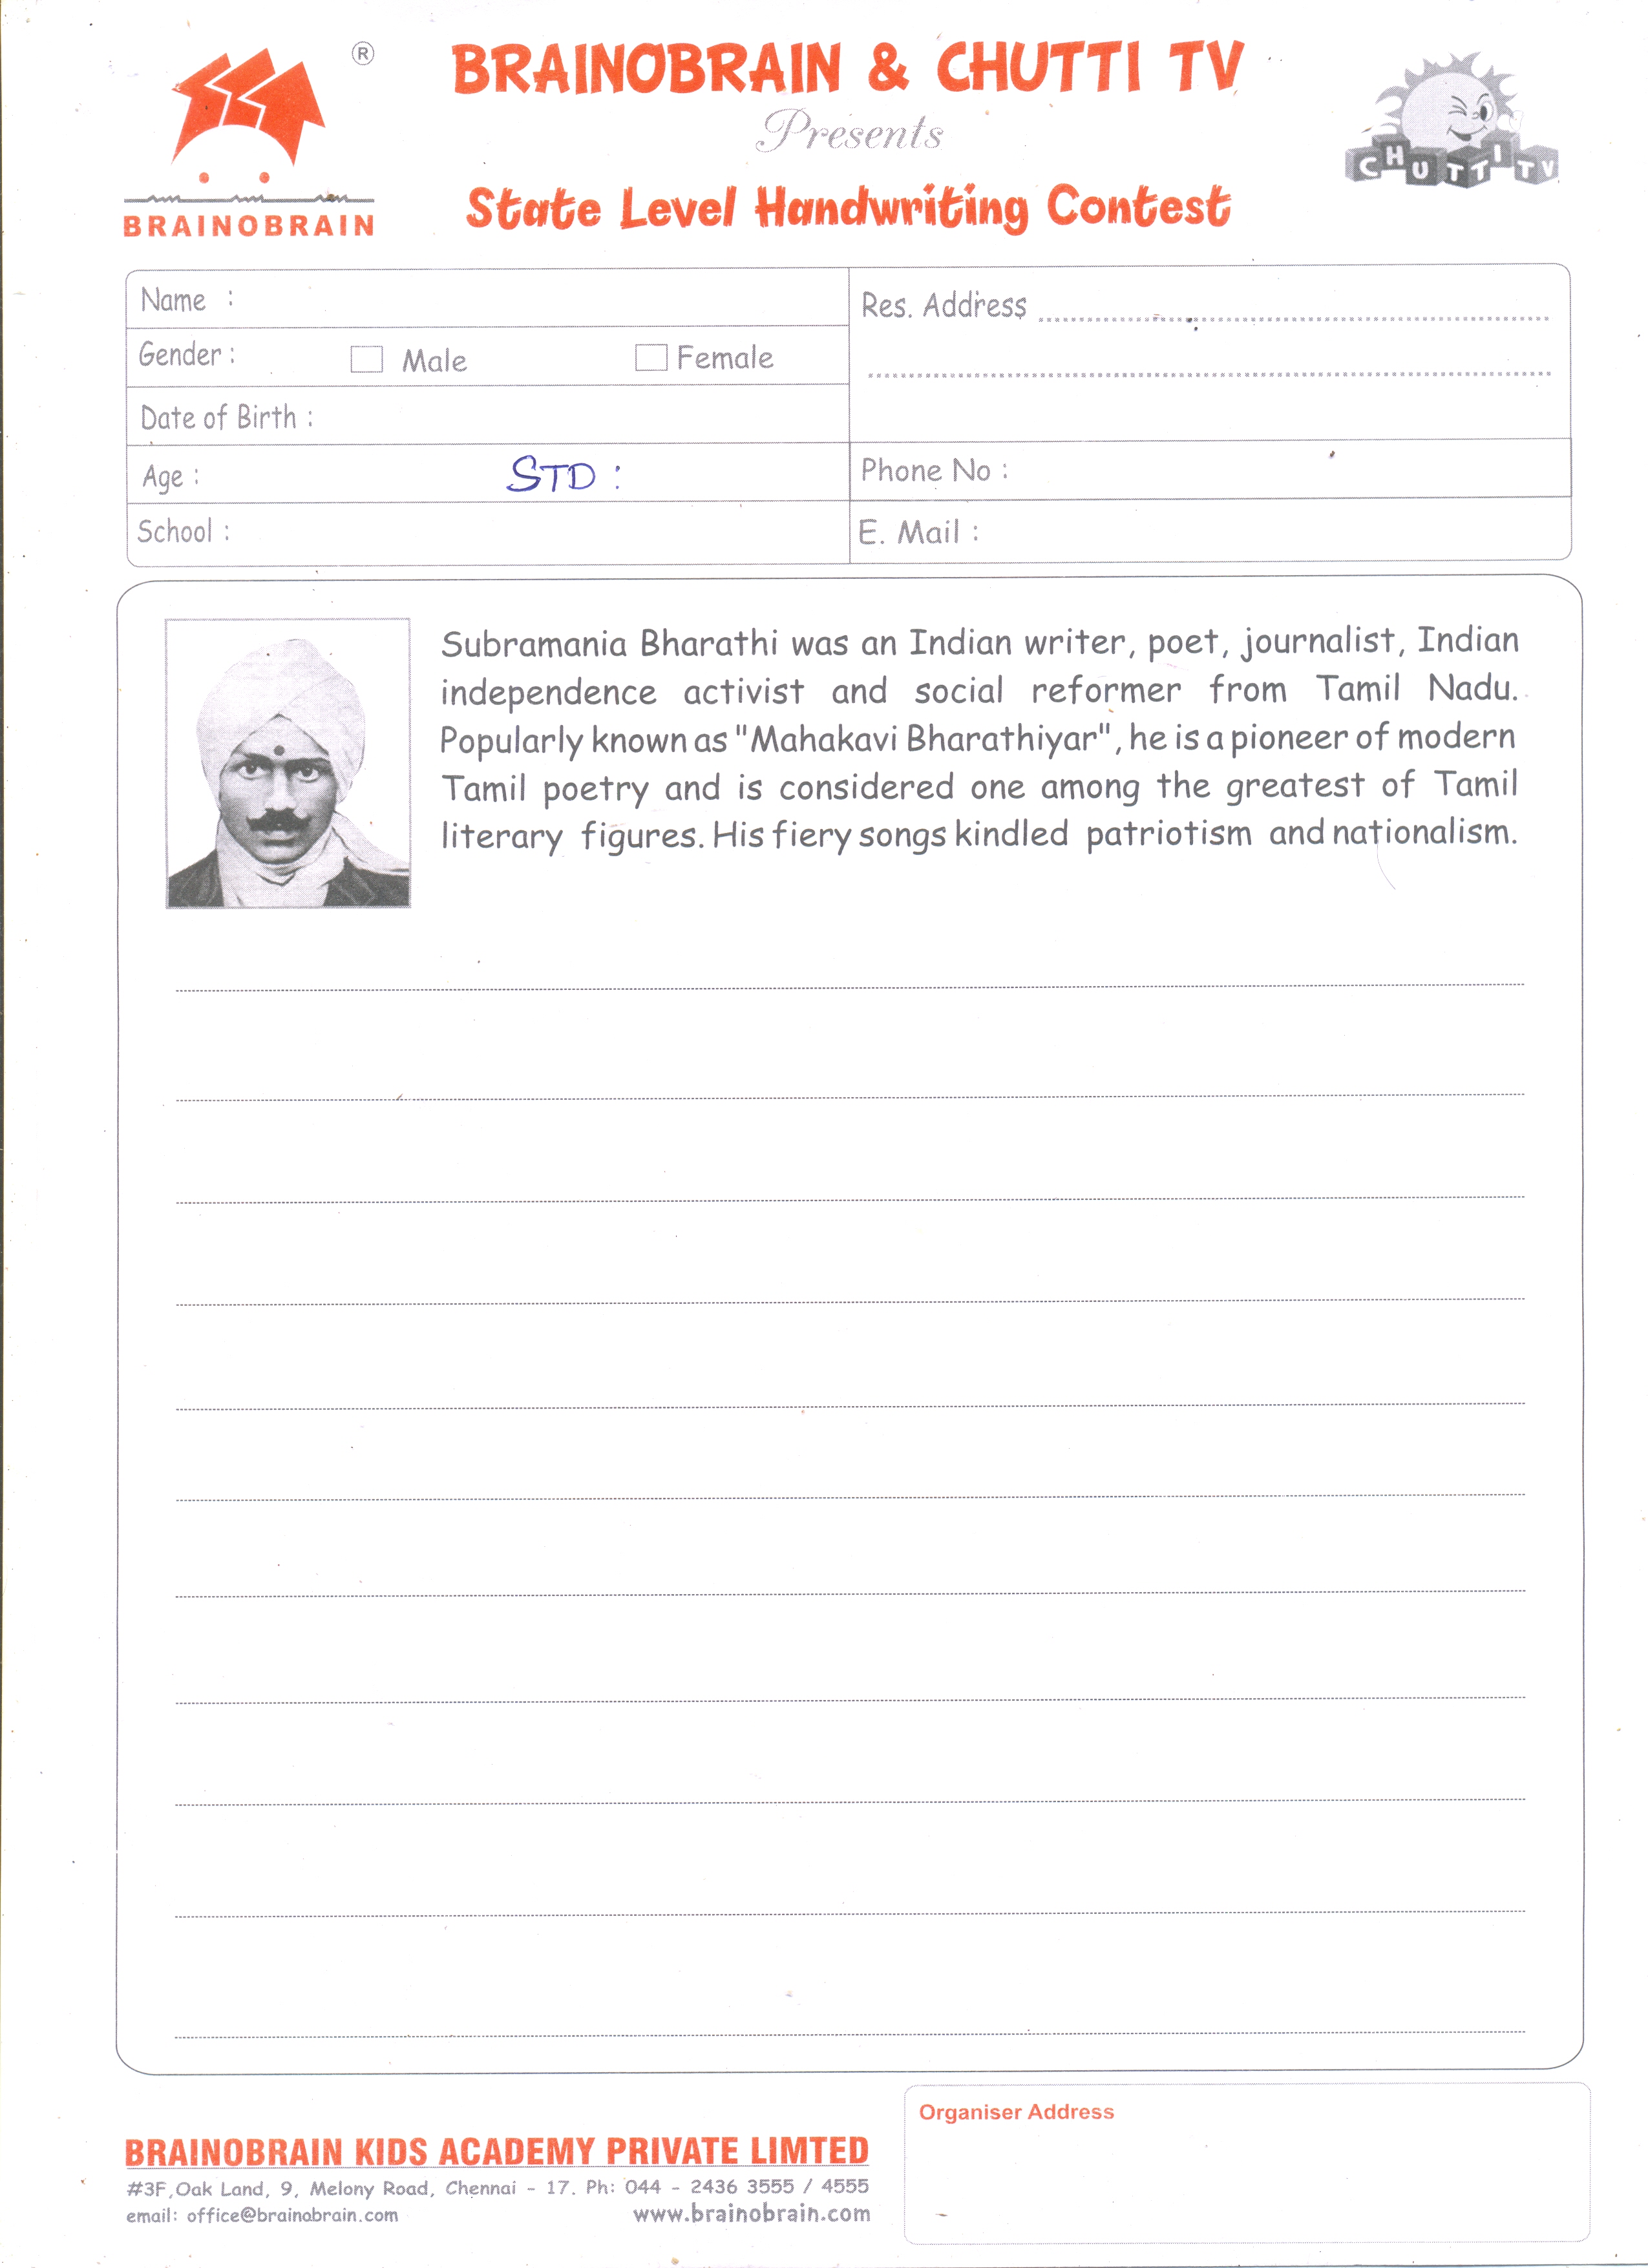 ®
BRAINOBRAIN & CHUTTI TV
Presents
State Level Handwriting Contest
BRAINOBRAIN
CHUTTI TV
Name :
Gender : Male Female
Date of Birth :
Age : STD :
School :
Res. Address
Phone No :
E. Mail :
Subramania Bharathi was an Indian writer, poet, journalist, Indian
independence activist and social reformer from Tamil Nadu.
Popularly known as "Mahakavi Bharathiyar", he is a pioneer of modern
Tamil poetry and is considered one among the greatest of Tamil
literary figures. His fiery songs kindled patriotism and nationalism.
BRAINOBRAIN KIDS ACADEMY PRIVATE LIMTED
#3F,Oak Land, 9, Melony Road, Chennai - 17. Ph: 044 - 2436 3555 / 4555
email: office@brainobrain.com www.brainobrain.com
Organiser Address